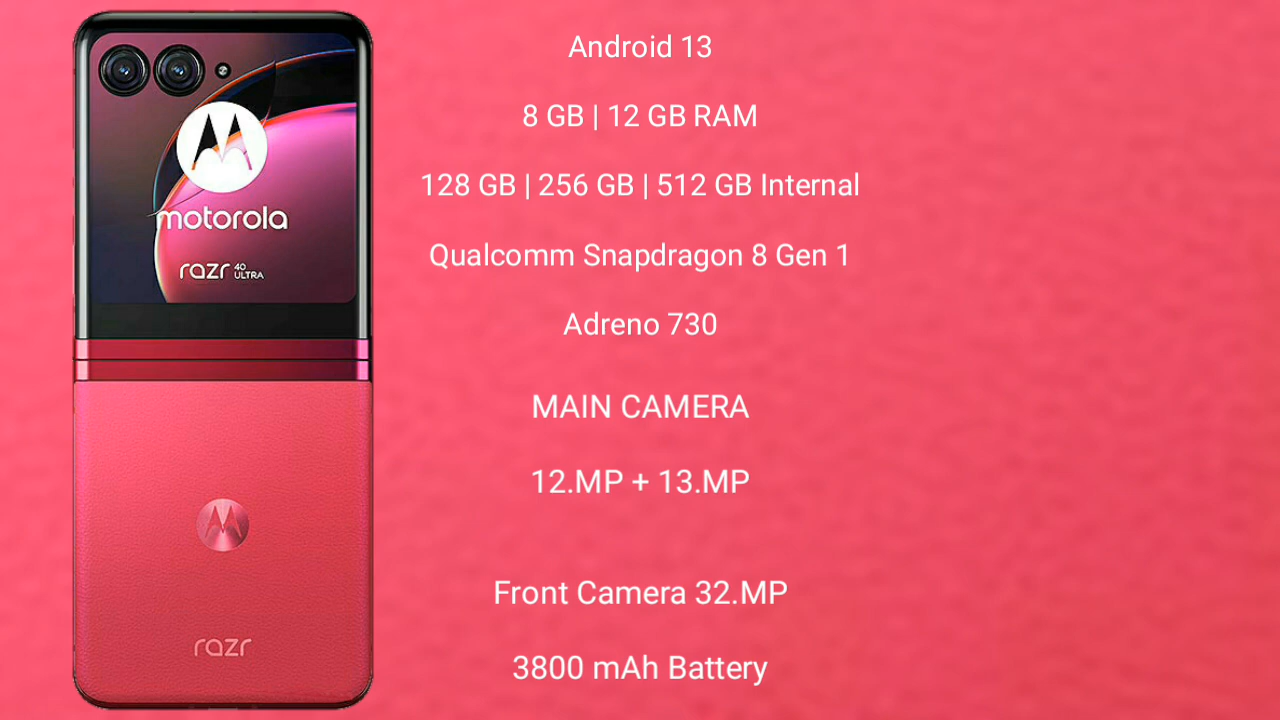 motorola
razr 40 ULTRA
razr
Android 13
8 GB | 12 GB RAM
128 GB | 256 GB | 512 GB Internal
Qualcomm Snapdragon 8 Gen 1
Adreno 730
MAIN CAMERA
12.MP + 13.MP
Front Camera 32.MP
3800 mAh Battery